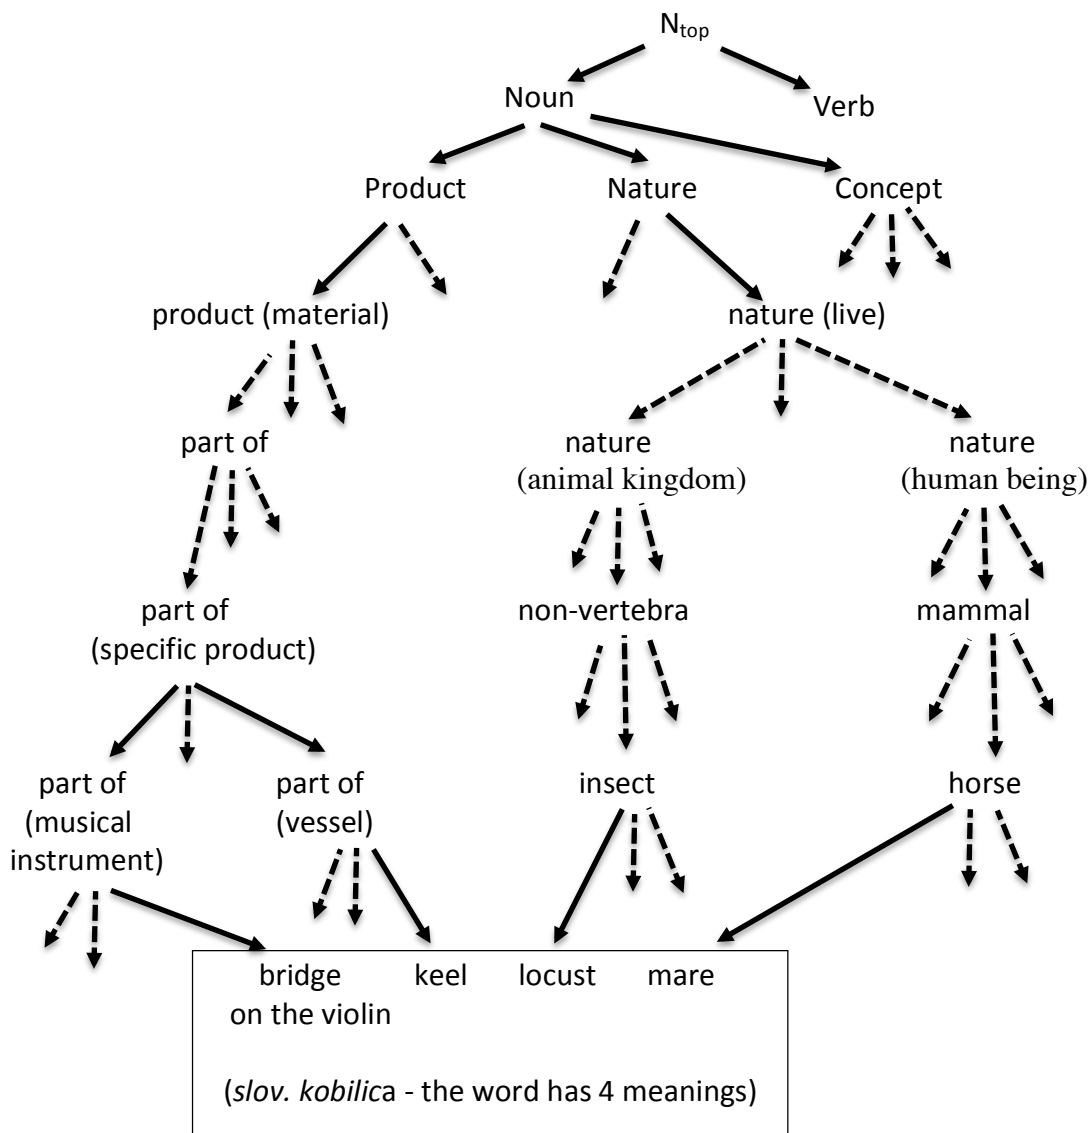 Ntop
Noun
Verb
Product
Nature
Concept
product (material)
nature (live)
part of
nature
(animal kingdom)
nature
(human being)
part of
(specific product)
non-vertebra
mammal
part of
(musical
instrument)
part of
(vessel)
insect
horse
bridge
on the violin
keel
locust
mare
(slov. kobilica - the word has 4 meanings)